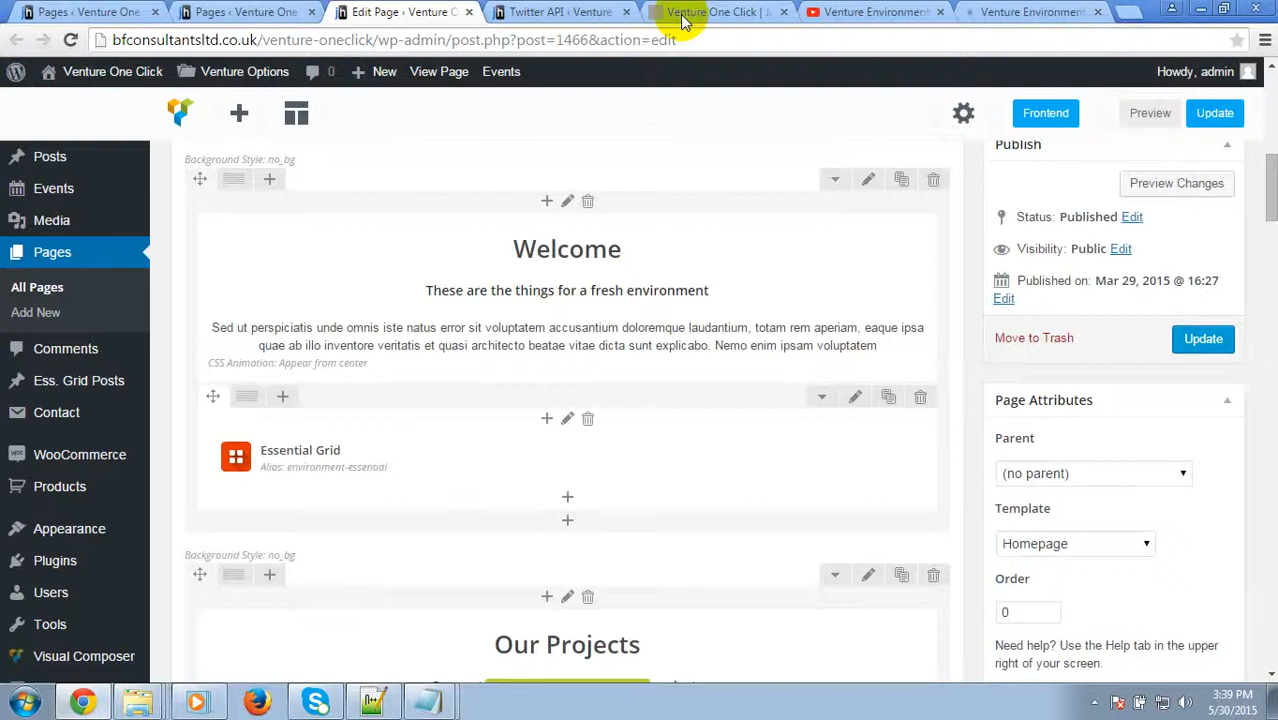 Pages ‹ Venture One
Pages ‹ Venture One
Edit Page ‹ Venture O
Twitter API ‹ Venture
Venture One Click | Ju
Venture Environment
Venture Environment
bfconsultantsltd.co.uk/venture-oneclick/wp-admin/post.php?post=1466&action=edit
Venture One Click
Venture Options
0
New
View Page
Events
Howdy, admin
Frontend
Preview
Update
Posts
Events
Media
Pages
All Pages
Add New
Comments
Ess. Grid Posts
Contact
WooCommerce
Products
Appearance
Plugins
Users
Tools
Visual Composer
Background Style: no_bg
Welcome
These are the things for a fresh environment
Sed ut perspiciatis unde omnis iste natus error sit voluptatem accusantium doloremque laudantium, totam rem aperiam, eaque ipsa
quae ab illo inventore veritatis et quasi architecto beatae vitae dicta sunt explicabo. Nemo enim ipsam voluptatem
CSS Animation: Appear from center
Essential Grid
Alias: environment-essential
Background Style: no_bg
Our Projects
Publish
Preview Changes
Status: Published Edit
Visibility: Public Edit
Published on: Mar 29, 2015 @ 16:27
Edit
Move to Trash
Update
Page Attributes
Parent
(no parent)
Template
Homepage
Order
0
Need help? Use the Help tab in the upper
right of your screen.
3:39 PM
5/30/2015